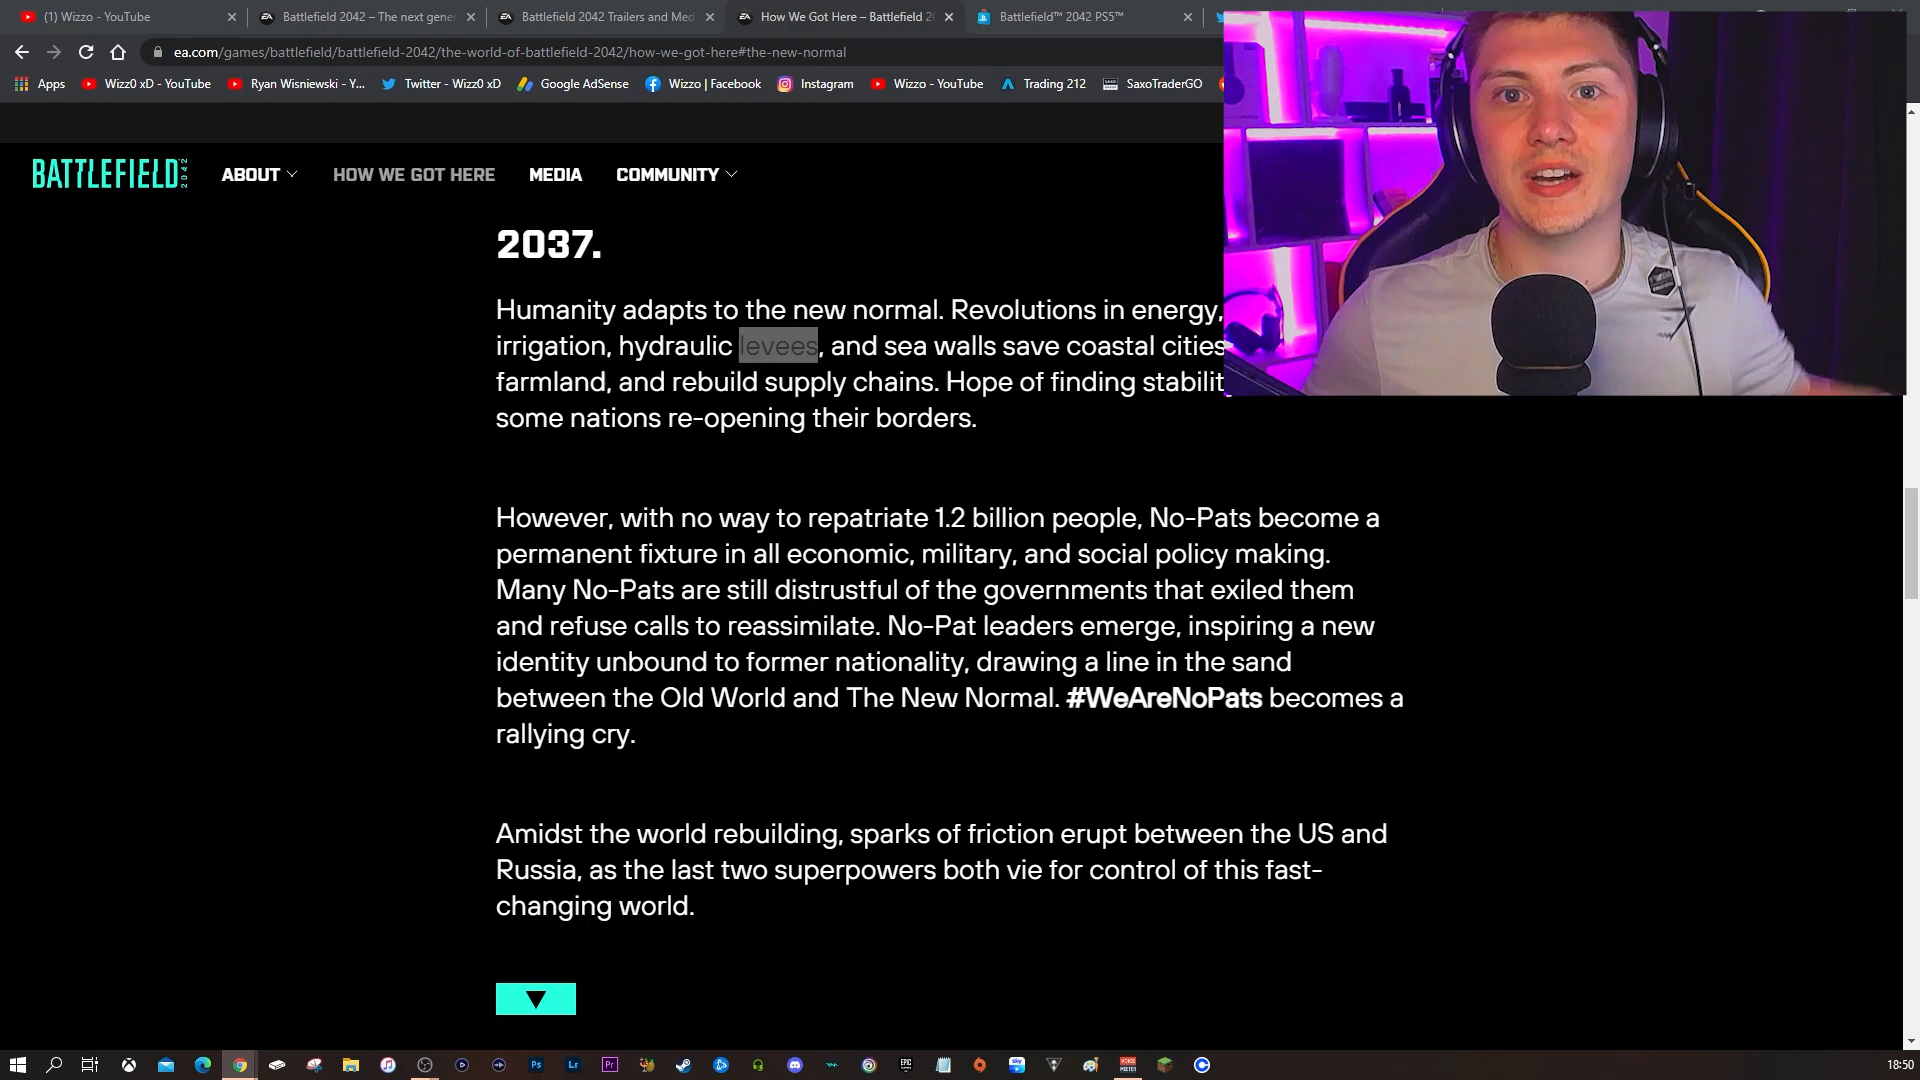 (1) Wizzo - YouTube
Battlefield 2042 – The next gene
Battlefield 2042 Trailers and Med
How We Got Here – Battlefield 20
Battlefield™ 2042 PS5™
ea.com/games/battlefield/battlefield-2042/the-world-of-battlefield-2042/how-we-got-here#the-new-normal
Apps
Wizz0 xD - YouTube
Ryan Wisniewski - Y...
Twitter - Wizz0 xD
Google AdSense
Wizzo | Facebook
Instagram
Wizzo - YouTube
Trading 212
SaxoTraderGO
BATTLEFIELD 2042
ABOUT
HOW WE GOT HERE
MEDIA
COMMUNITY
2037.
Humanity adapts to the new normal. Revolutions in energy,
irrigation, hydraulic levees, and sea walls save coastal cities
farmland, and rebuild supply chains. Hope of finding stabilit
some nations re-opening their borders.
However, with no way to repatriate 1.2 billion people, No-Pats become a
permanent fixture in all economic, military, and social policy making.
Many No-Pats are still distrustful of the governments that exiled them
and refuse calls to reassimilate. No-Pat leaders emerge, inspiring a new
identity unbound to former nationality, drawing a line in the sand
between the Old World and The New Normal. #WeAreNoPats becomes a
rallying cry.
Amidst the world rebuilding, sparks of friction erupt between the US and
Russia, as the last two superpowers both vie for control of this fast-
changing world.
Ps
Lr
Pr
EPIC
sky
18:50